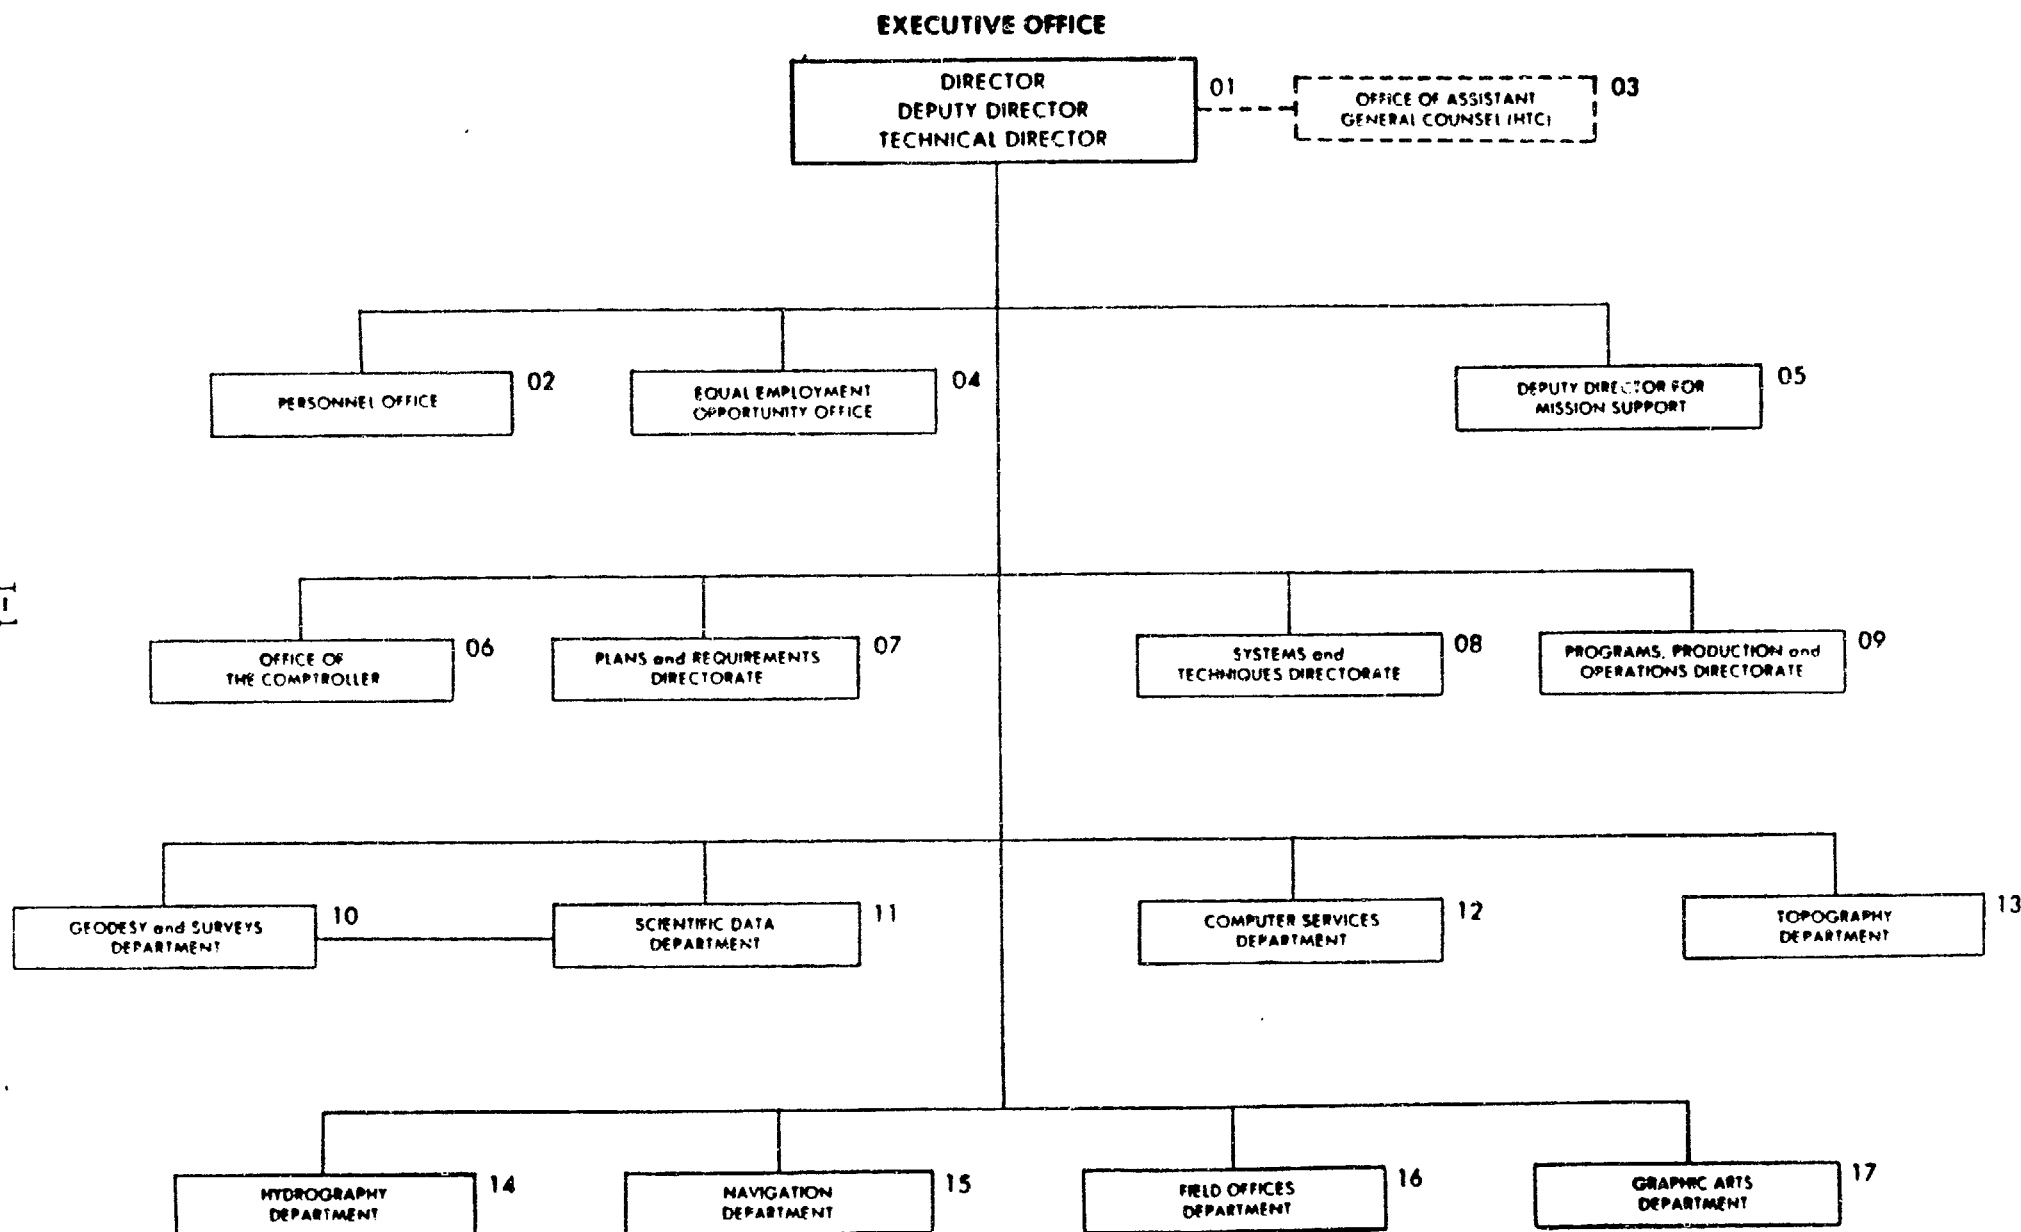 EXECUTIVE OFFICE
DIRECTOR
DEPUTY DIRECTOR
TECHNICAL DIRECTOR
01
OFFICE OF ASSISTANT
GENERAL COUNSEL (HTC)
03
PERSONNEL OFFICE
02
EQUAL EMPLOYMENT
OPPORTUNITY OFFICE
04
DEPUTY DIRECTOR FOR
MISSION SUPPORT
05
OFFICE OF
THE COMPTROLLER
06
PLANS and REQUIREMENTS
DIRECTORATE
07
SYSTEMS and
TECHNIQUES DIRECTORATE
08
PROGRAMS, PRODUCTION and
OPERATIONS DIRECTORATE
09
GEODESY and SURVEYS
DEPARTMENT
10
SCIENTIFIC DATA
DEPARTMENT
11
COMPUTER SERVICES
DEPARTMENT
12
TOPOGRAPHY
DEPARTMENT
13
HYDROGRAPHY
DEPARTMENT
14
NAVIGATION
DEPARTMENT
15
FIELD OFFICES
DEPARTMENT
16
GRAPHIC ARTS
DEPARTMENT
17